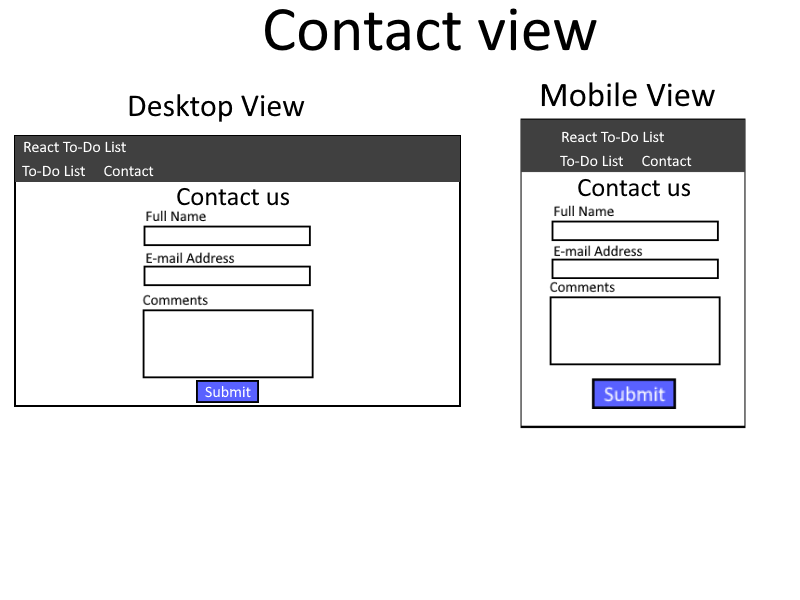 Contact view
Desktop View
React To-Do List
To-Do List Contact
Contact us
Full Name
E-mail Address
Comments
Submit
Mobile View
React To-Do List
To-Do List Contact
Contact us
Full Name
E-mail Address
Comments
Submit